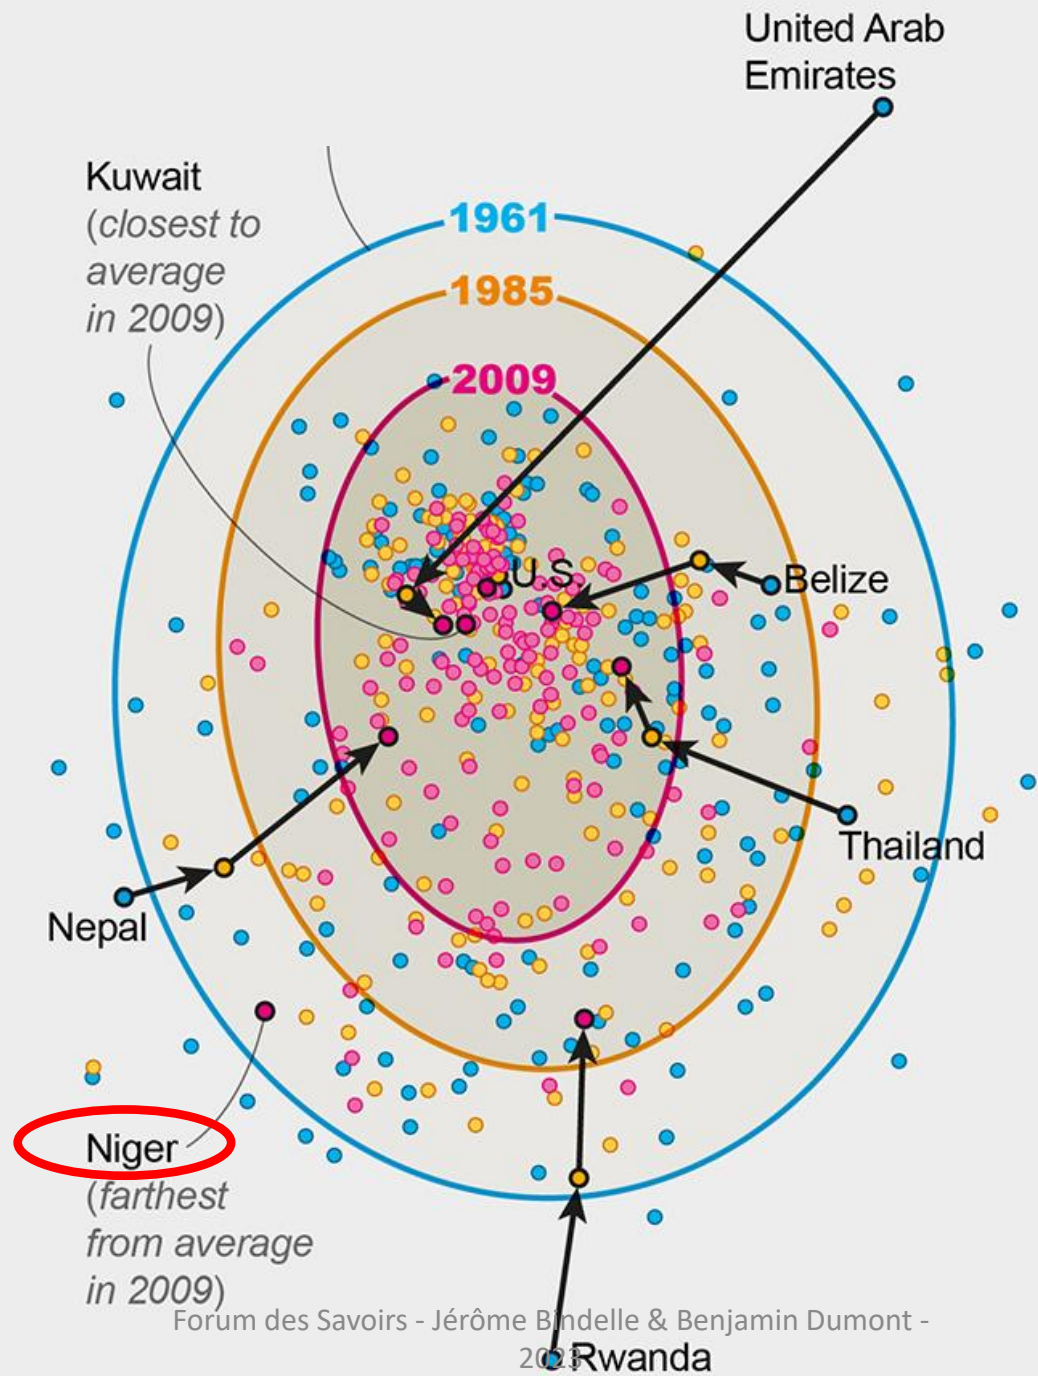 United Arab
Emirates
Kuwait
(closest to
average
in 2009)
1961
1985
2009
U.S.
Belize
Thailand
Nepal
Niger
(farthest
from average
in 2009)
Forum des Savoirs - Jérôme Bindelle & Benjamin Dumont -
2023
Rwanda